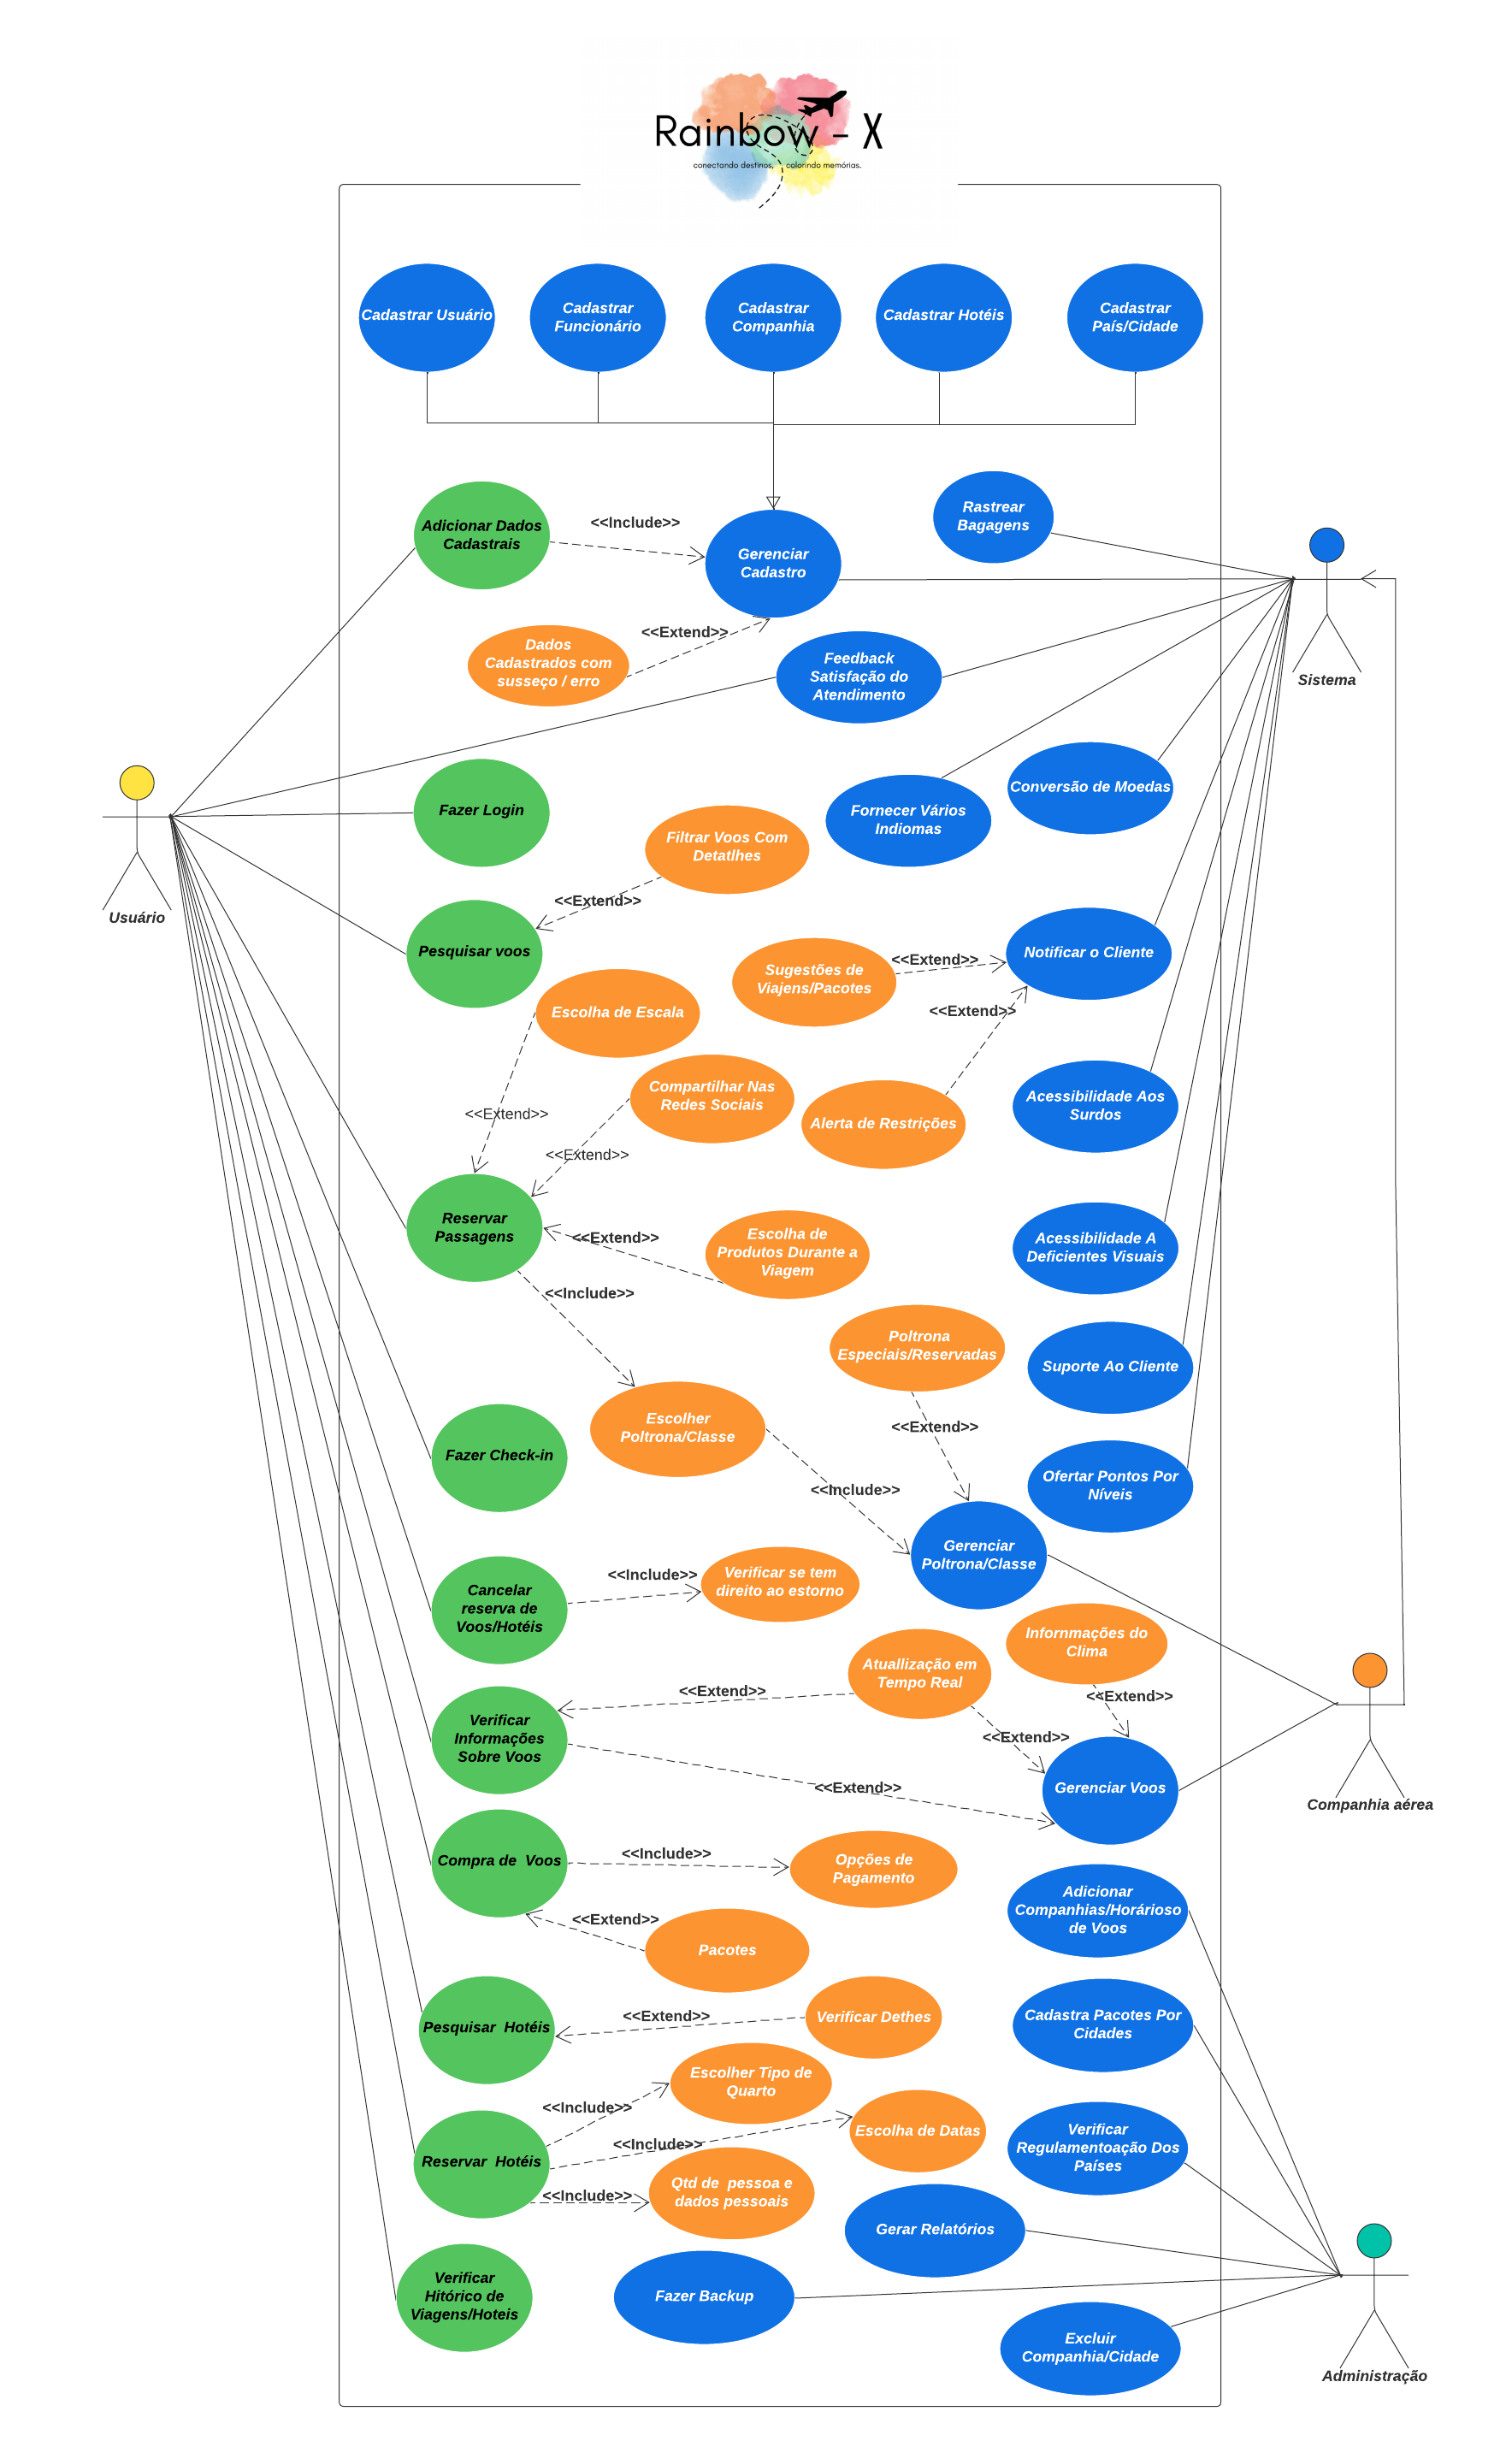 Rainbow - X
conectando destinos, colorindo memórias.
Cadastrar Usuário
Cadastrar
Funcionário
Cadastrar
Companhia
Cadastrar Hotéis
Cadastrar
País/Cidade
Rastrear
Bagagens
Adicionar Dados
Cadastrais
<<Include>>
Gerenciar
Cadastro
<<Extend>>
Dados
Cadastrados com
susseço / erro
Feedback
Satisfação do
Atendimento
Sistema
Usuário
Fazer Login
Conversão de Moedas
Fornecer Vários
Indiomas
Filtrar Voos Com
Detatlhes
<<Extend>>
Pesquisar voos
Notificar o Cliente
<<Extend>>
Sugestões de
Viajens/Pacotes
<<Extend>>
Escolha de Escala
Compartilhar Nas
Redes Sociais
<<Extend>>
Alerta de Restrições
Acessibilidade Aos
Surdos
<<Extend>>
Reservar
Passagens
<<Extend>>
Escolha de
Produtos Durante a
Viagem
Acessibilidade A
Deficientes Visuais
<<Include>>
Poltrona
Especiais/Reservadas
Suporte Ao Cliente
Escolher
Poltrona/Classe
<<Extend>>
Fazer Check-in
<<Include>>
Ofertar Pontos Por
Níveis
Gerenciar
Poltrona/Classe
Cancelar
reserva de
Voos/Hotéis
<<Include>>
Verificar se tem
direito ao estorno
Infornmações do
Clima
Atuallização em
Tempo Real
<<Extend>>
<<Extend>>
Verificar
Informações
Sobre Voos
<<Extend>>
<<Extend>>
Gerenciar Voos
Companhia aérea
Compra de  Voos
<<Include>>
Opções de
Pagamento
<<Extend>>
Pacotes
Adicionar
Companhias/Horárioso
de Voos
Pesquisar  Hotéis
<<Extend>>
Verificar Dethes
Cadastra Pacotes Por
Cidades
Escolher Tipo de
Quarto
<<Include>>
Reservar  Hotéis
<<Include>>
Escolha de Datas
<<Include>>
Qtd de  pessoa e
dados pessoais
Verificar
Regulamentoação Dos
Países
Gerar Relatórios
Verificar
Hitórico de
Viagens/Hoteis
Fazer Backup
Excluir
Companhia/Cidade
Administração